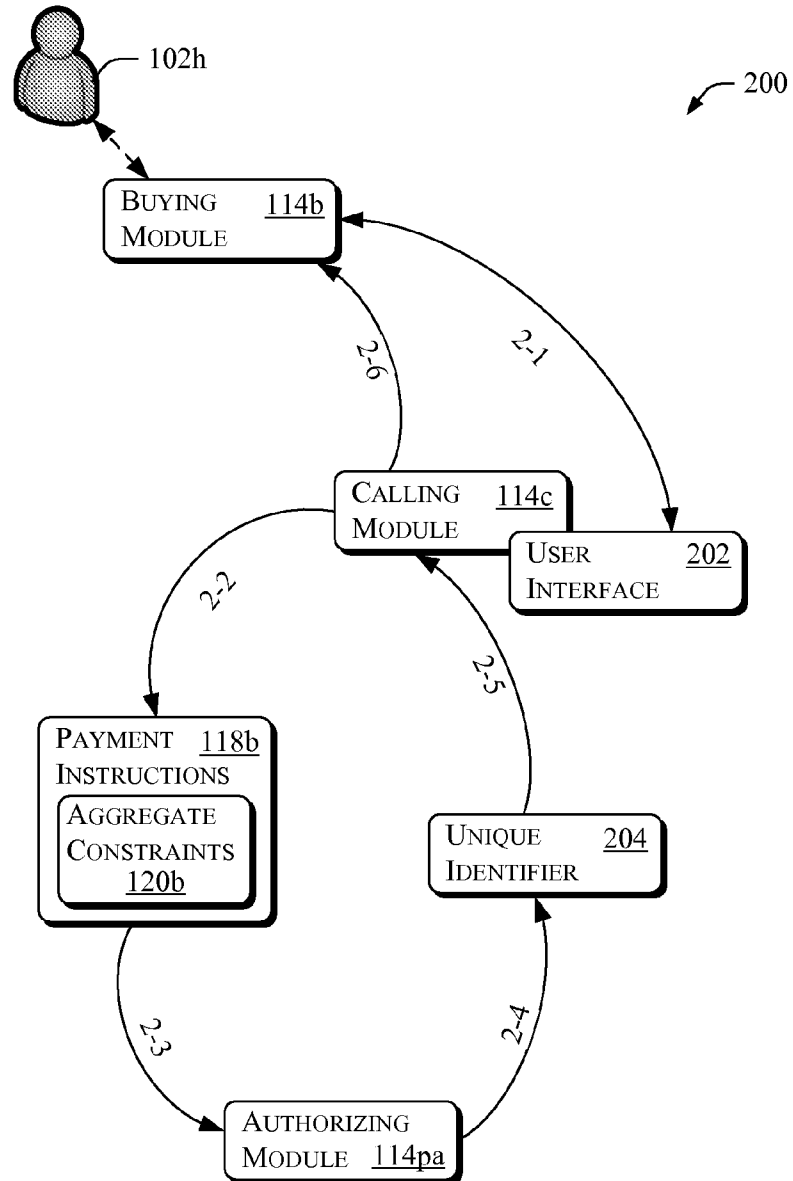 102h
200
BUYING 114b
MODULE
2-1
2-6
CALLING 114c
MODULE
USER 202
INTERFACE
2-2
2-5
PAYMENT 118b
INSTRUCTIONS
AGGREGATE
CONSTRAINTS
120b
UNIQUE 204
IDENTIFIER
2-3
2-4
AUTHORIZING
MODULE 114pa